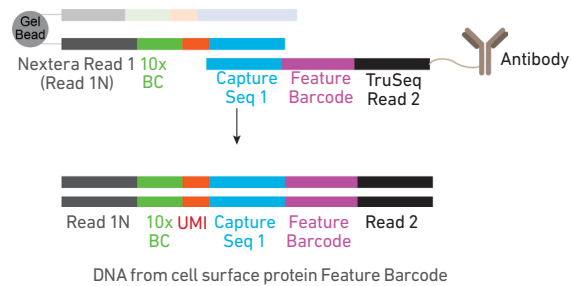 Gel
Bead
Nextera Read 1
(Read 1N)
10x
BC
Capture
Seq 1
Feature
Barcode
TruSeq
Read 2
Antibody
Read 1N
10x
BC
UMI
Capture
Seq 1
Feature
Barcode
Read 2
DNA from cell surface protein Feature Barcode